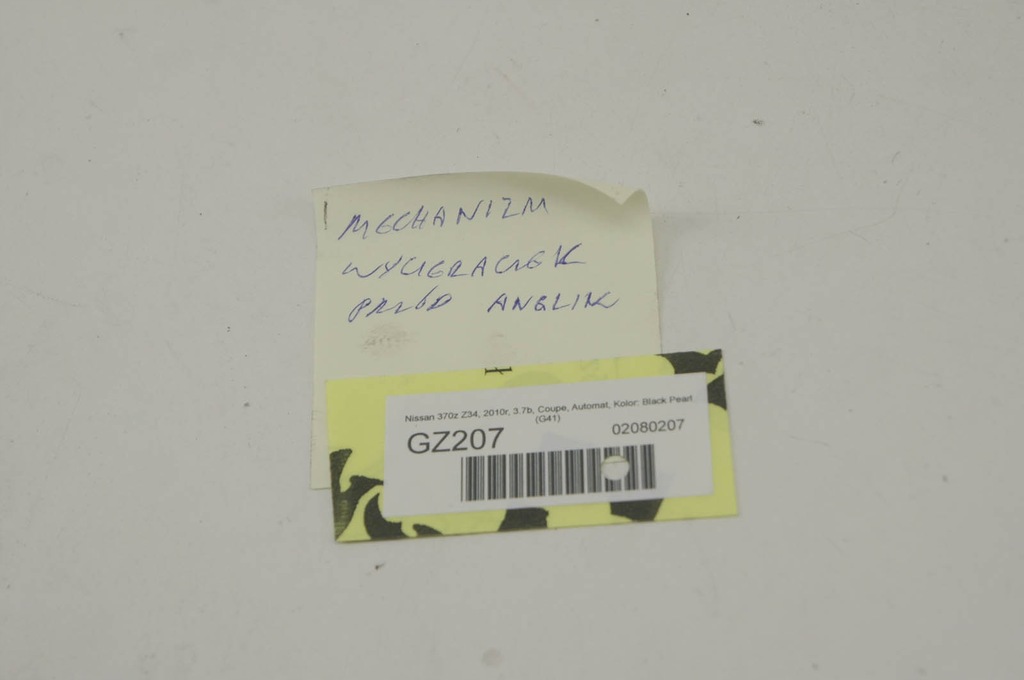 MECHANIZM
WYCIERACZEK
PRZÓD ANGLIK
Nissan 370z Z34, 2010r, 3.7b, Coupe, Automat, Kolor: Black Pearl
(G41)
GZ207 02080207